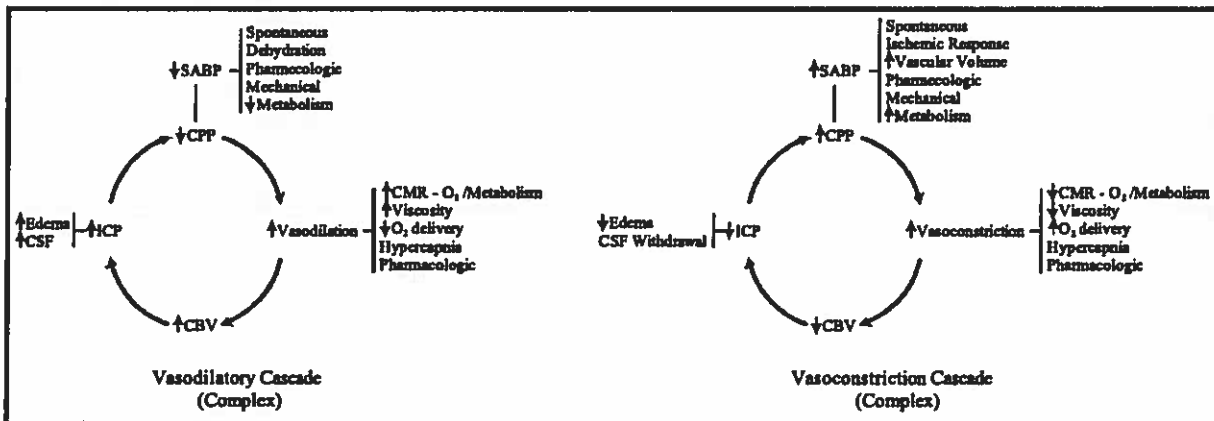 Spontaneous
Dehydration
↓SABP
Pharmecologic
Mechanical
↓Metabolism
↓CPP
↑CMR - O₂ /Metabolism
↑Viscosity
↑Vasodilation
↓O₂ delivery
Hypercapnia
Pharmacologic
↑Edema
↑CSF
↑ICP
↑CBV
Vasodilatory Cascade
(Complex)
Spontaneous
Ischemic Response
↑SABP
↑Vascular Volume
Pharmecologic
Mechanical
↑Metabolism
↑CPP
↓CMR - O₂ /Metabolism
↓Viscosity
↑Vasoconstriction
↑O₂ delivery
Hypercapnia
Pharmacologic
↓Edema
CSF Withdrawal
↓ICP
↓CBV
Vasoconstriction Cascade
(Complex)